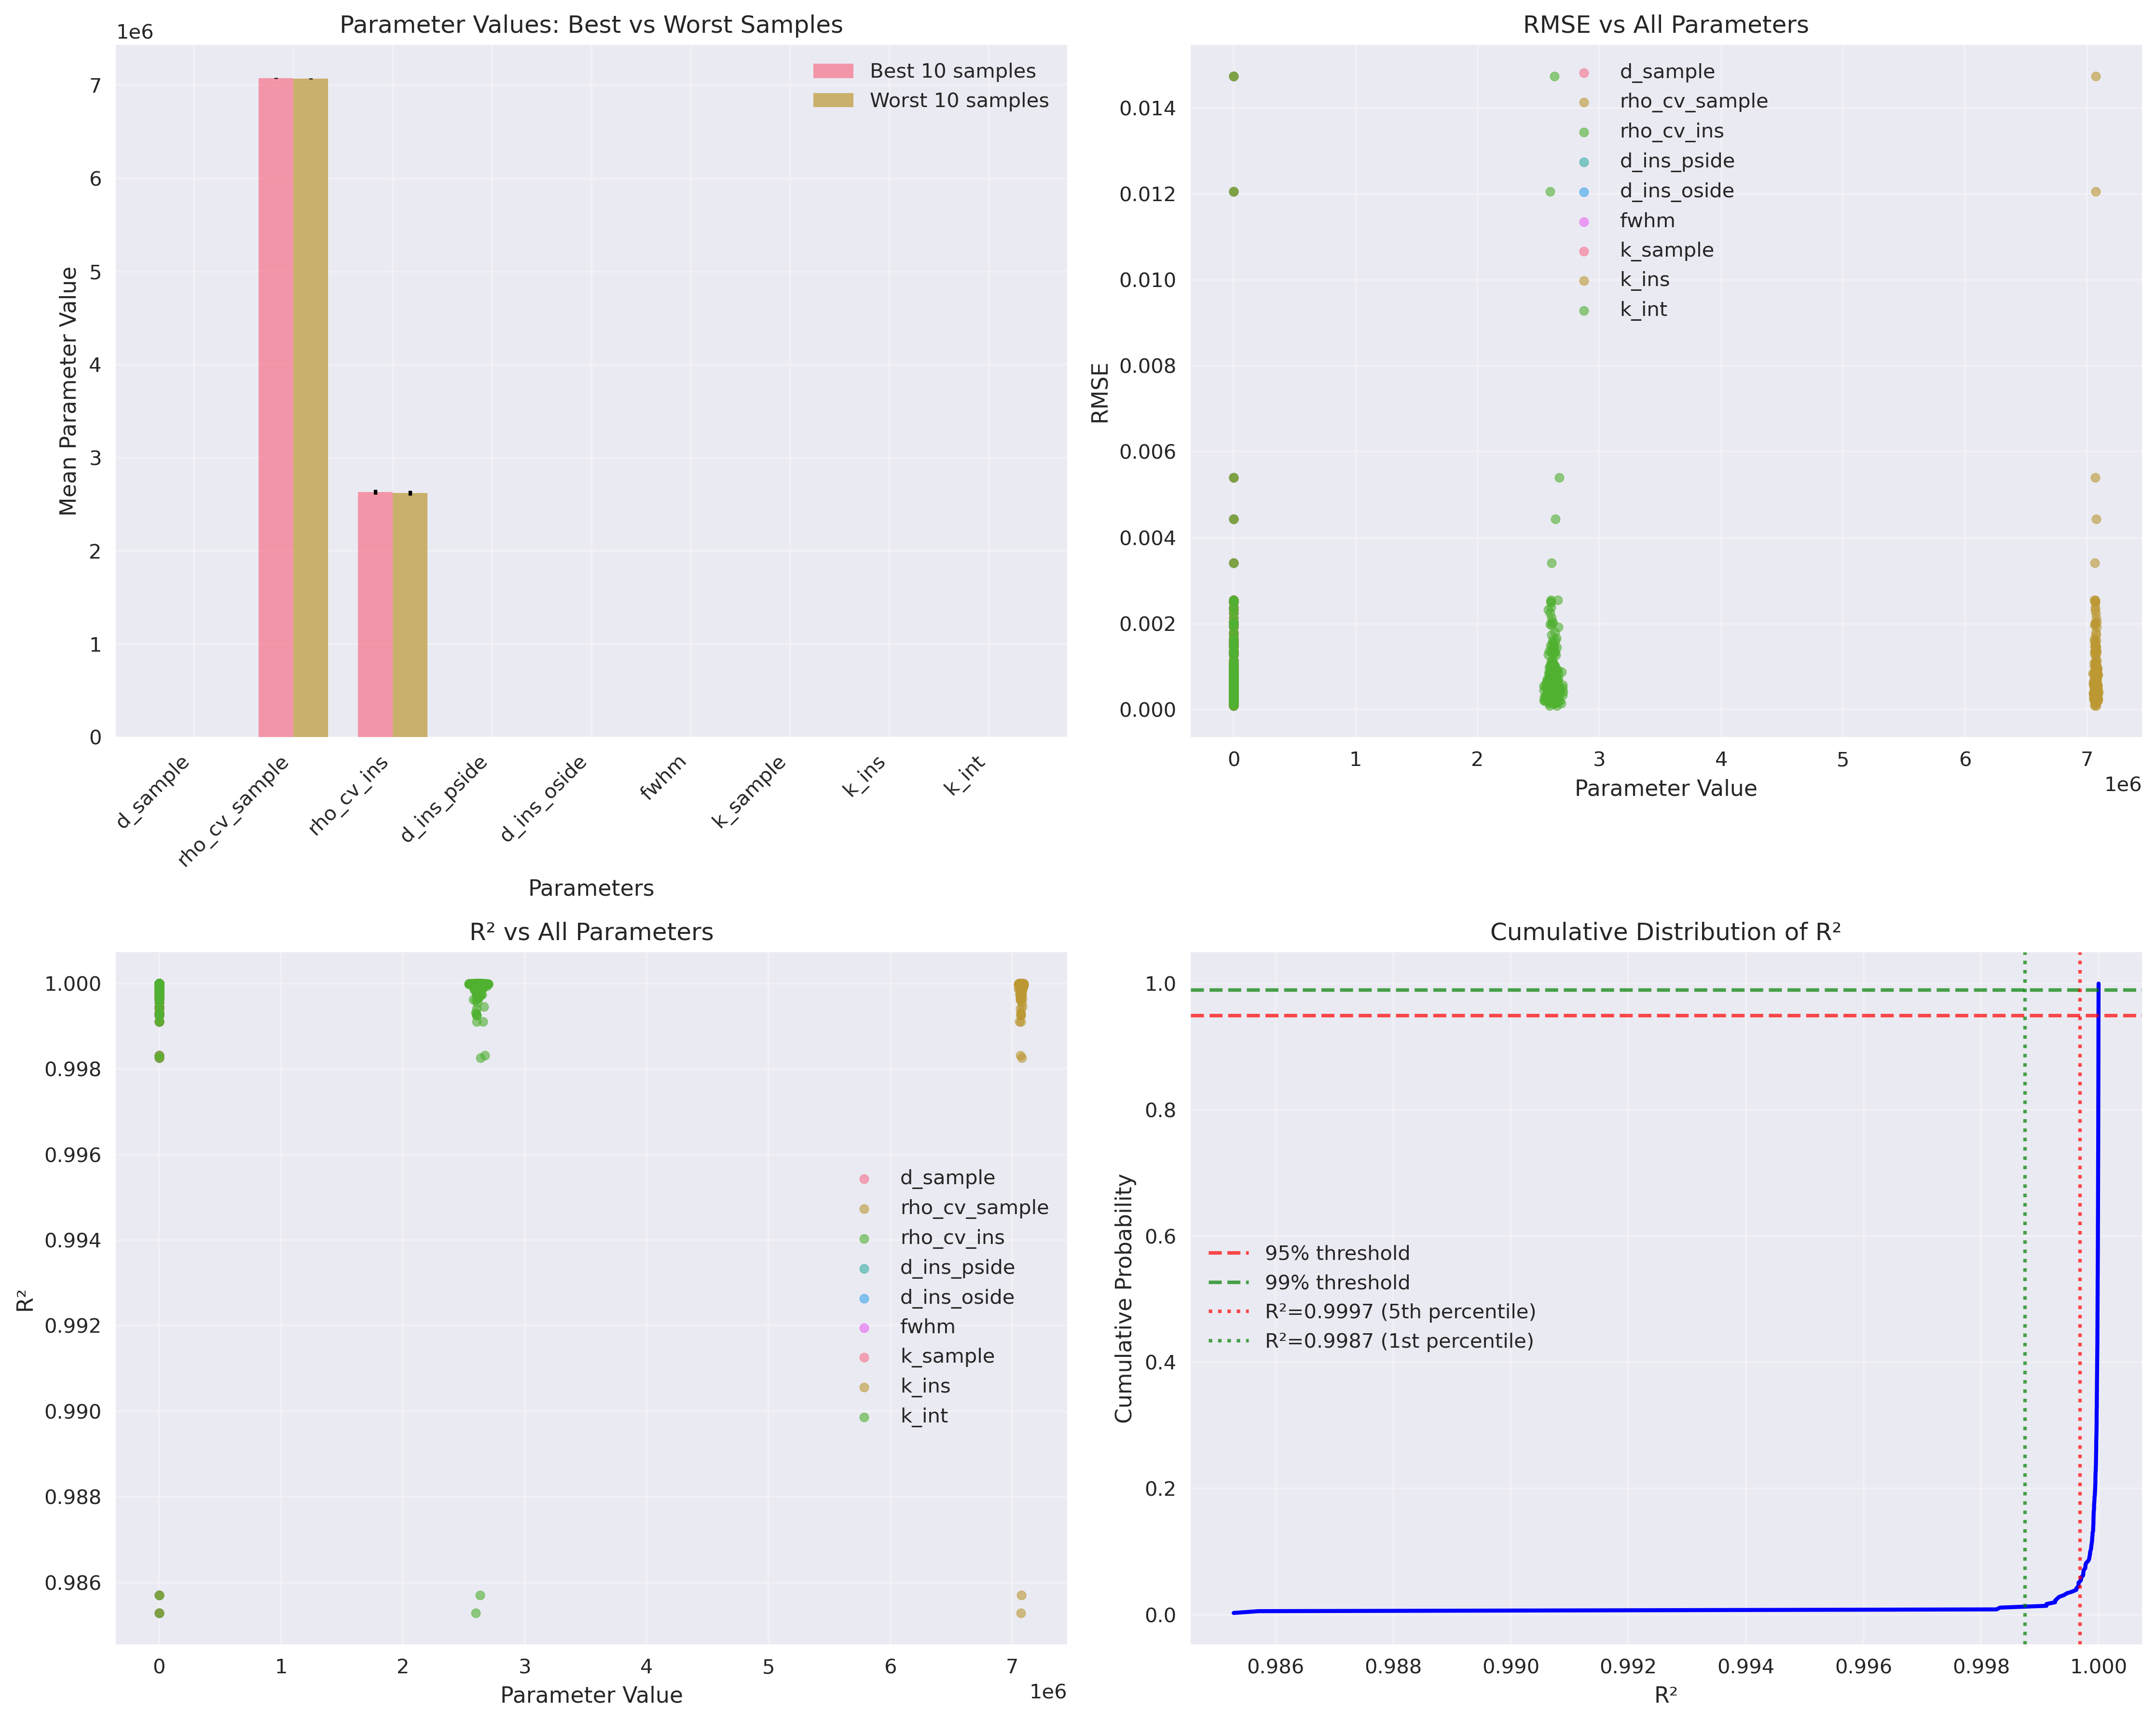 Parameter Values: Best vs Worst Samples
1e6
7
6
5
4
3
2
1
0
Mean Parameter Value
Best 10 samples
Worst 10 samples
d_sample
rho_cv_sample
rho_cv_ins
d_ins_pside
d_ins_oside
fwhm
k_sample
k_ins
k_int
Parameters
RMSE vs All Parameters
0.014
0.012
0.010
0.008
0.006
0.004
0.002
0.000
RMSE
d_sample
rho_cv_sample
rho_cv_ins
d_ins_pside
d_ins_oside
fwhm
k_sample
k_ins
k_int
0 1 2 3 4 5 6 7
1e6
Parameter Value
R² vs All Parameters
1.000
0.998
0.996
0.994
0.992
0.990
0.988
0.986
R²
d_sample
rho_cv_sample
rho_cv_ins
d_ins_pside
d_ins_oside
fwhm
k_sample
k_ins
k_int
0 1 2 3 4 5 6 7
1e6
Parameter Value
Cumulative Distribution of R²
1.0
0.8
0.6
0.4
0.2
0.0
Cumulative Probability
95% threshold
99% threshold
R²=0.9997 (5th percentile)
R²=0.9987 (1st percentile)
0.986 0.988 0.990 0.992 0.994 0.996 0.998 1.000
R²